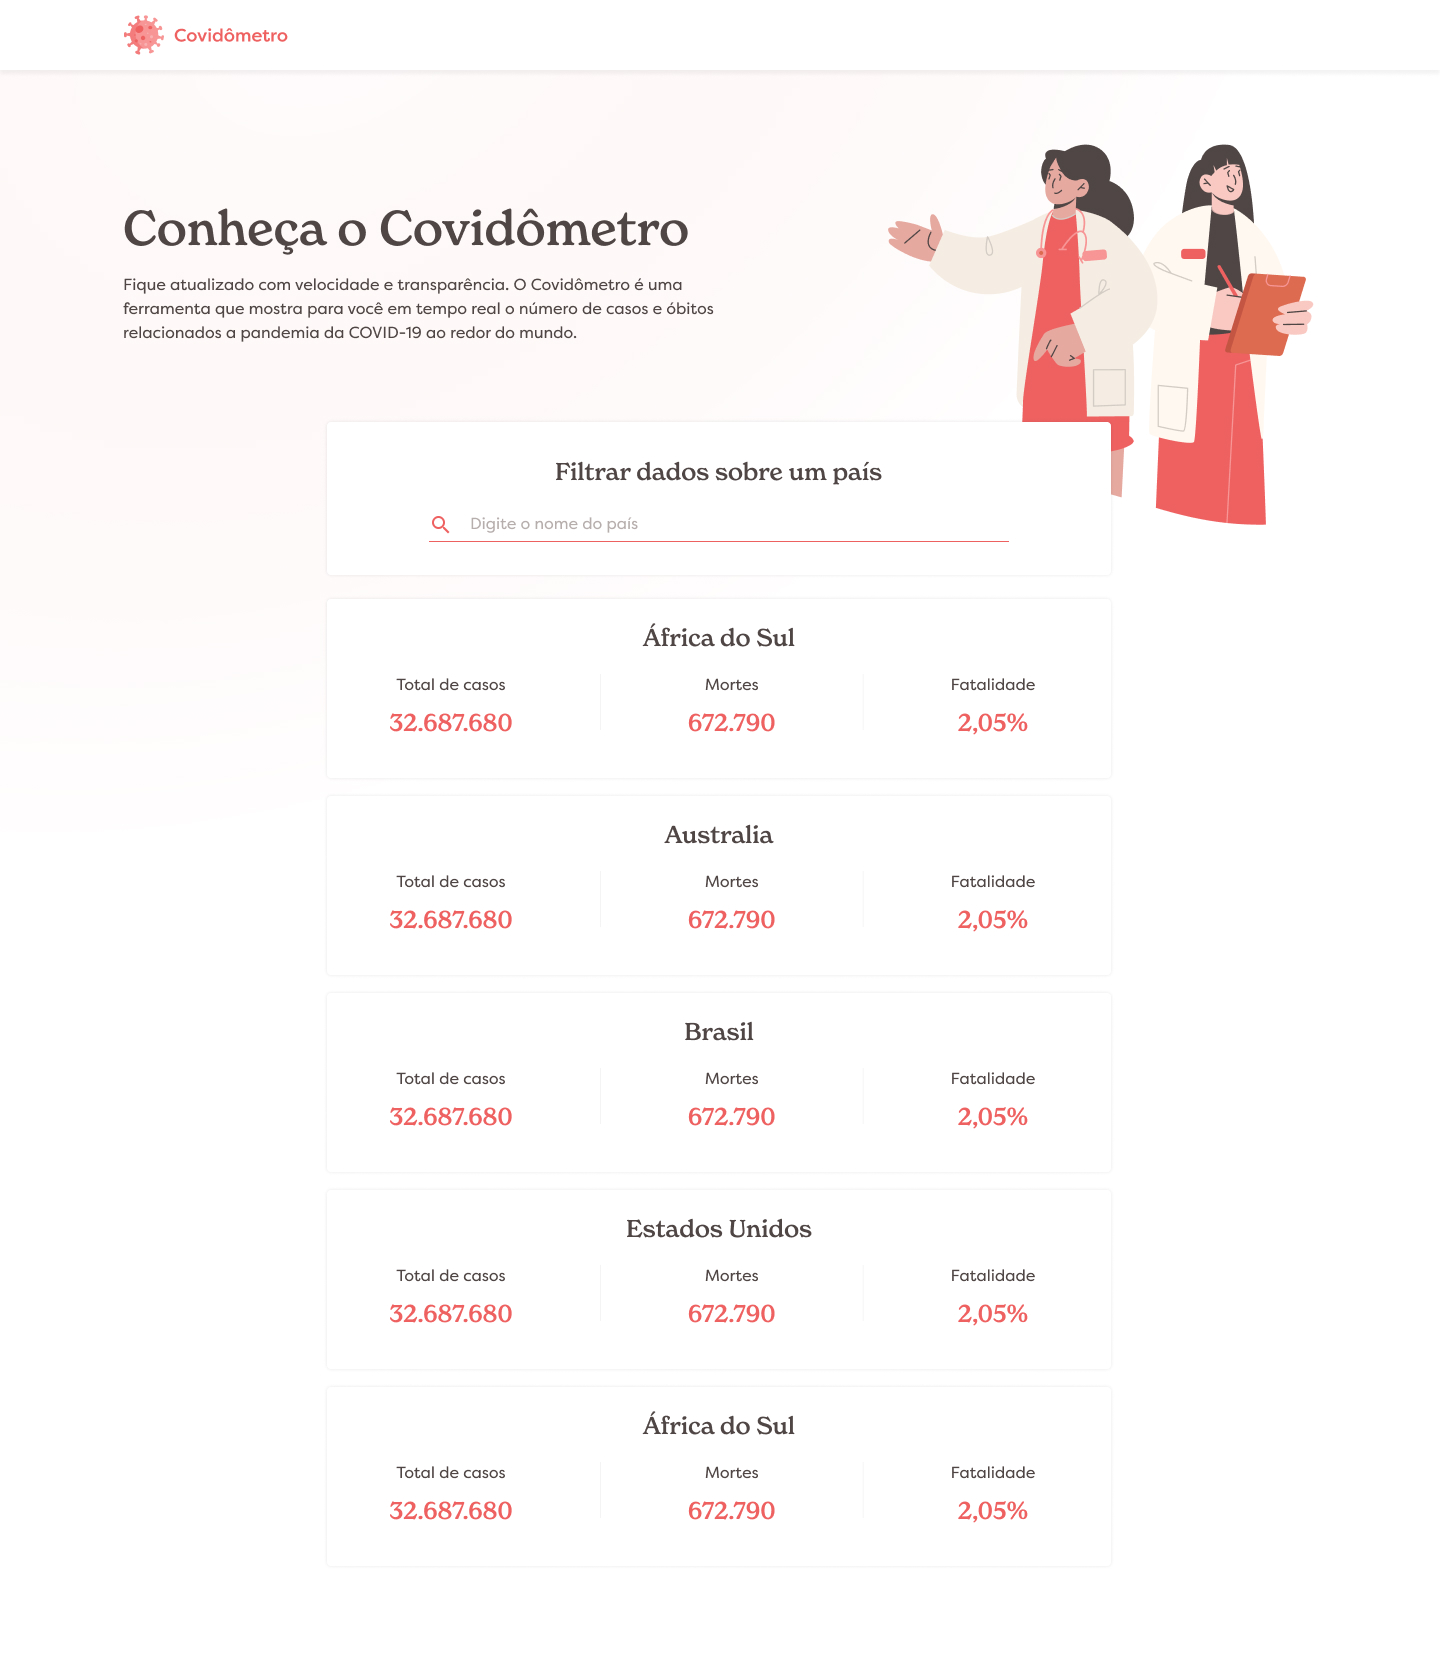 Covidômetro
Conheça o Covidômetro
Fique atualizado com velocidade e transparência. O Covidômetro é uma
ferramenta que mostra para você em tempo real o número de casos e óbitos
relacionados a pandemia da COVID-19 ao redor do mundo.
Filtrar dados sobre um país
Digite o nome do país
África do Sul
Total de casos Mortes Fatalidade
32.687.680 672.790 2,05%
Australia
Total de casos Mortes Fatalidade
32.687.680 672.790 2,05%
Brasil
Total de casos Mortes Fatalidade
32.687.680 672.790 2,05%
Estados Unidos
Total de casos Mortes Fatalidade
32.687.680 672.790 2,05%
África do Sul
Total de casos Mortes Fatalidade
32.687.680 672.790 2,05%